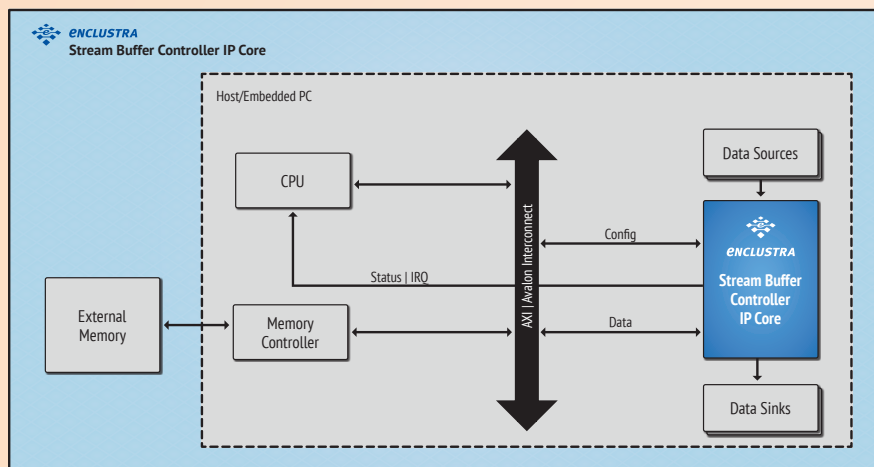 enclustra
Stream Buffer Controller IP Core
Host/Embedded PC
Data Sources
CPU
AXI | Avalon Interconnect
Config
enclustra
Stream Buffer
Controller
IP Core
Status | IRQ
External
Memory
Memory
Controller
Data
Data Sinks